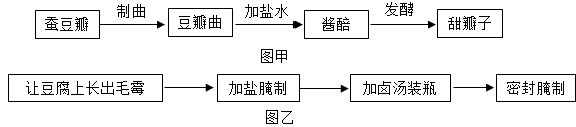 制曲 加盐水 发酵
蚕豆瓣 豆瓣曲 酱醅 甜瓣子
图甲
让豆腐上长出毛霉 加盐腌制 加卤汤装瓶 密封腌制
图乙